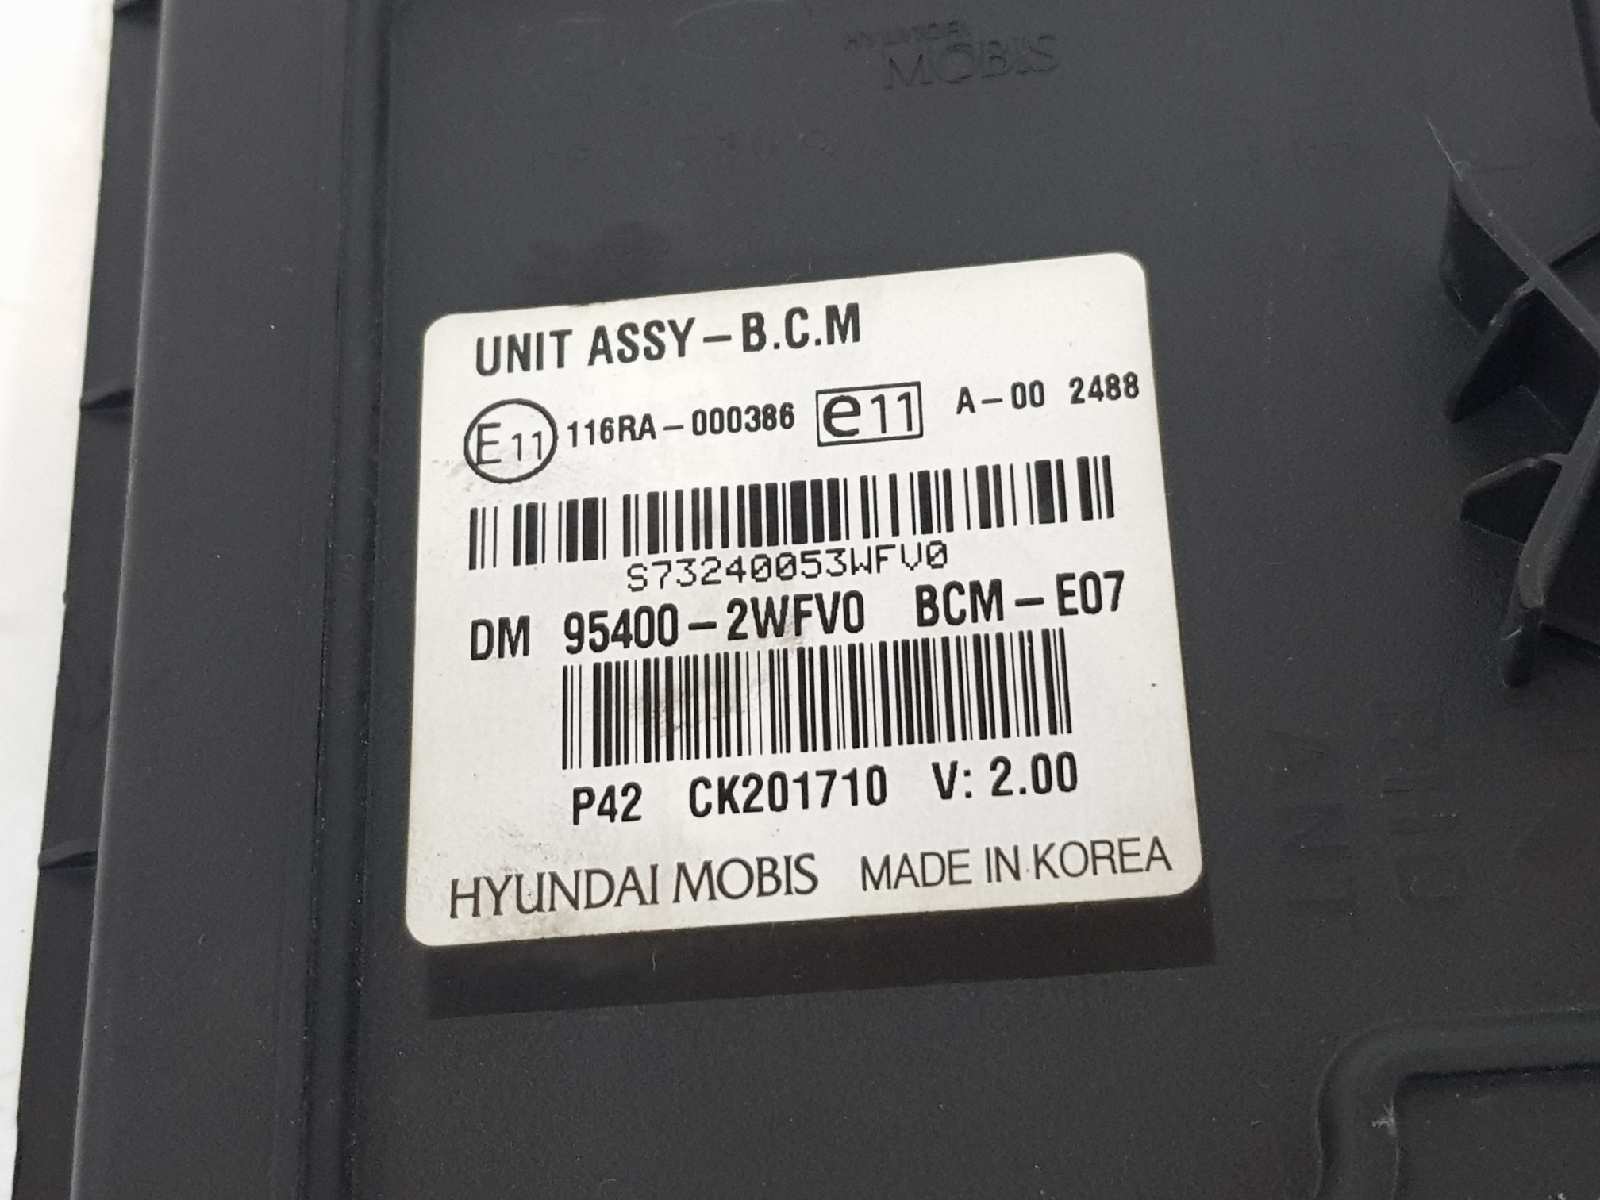 HYUNDAI
MOBIS
UNIT ASSY-B.C.M
E11 116RA-000386 e11 A-00 2488
S73240053WFV0
DM 95400-2WFV0 BCM-E07
P42 CK201710 V: 2.00
HYUNDAI MOBIS MADE IN KOREA